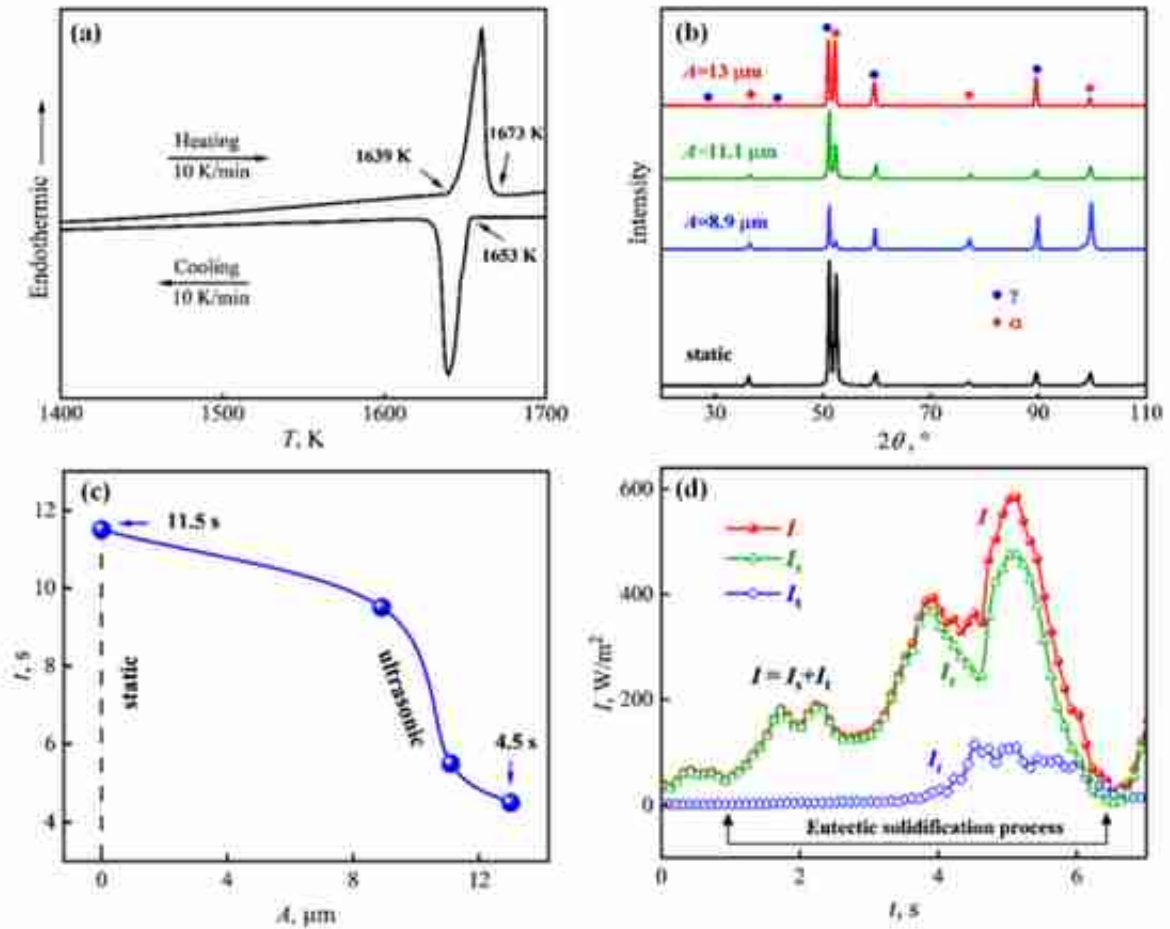 (a)
Endothermic
Heating
10 K/min
1639 K
1673 K
1653 K
Cooling
10 K/min
1400
1500
1600
1700
T, K
(b)
intensity
A=13 μm
A=11.1 μm
A=8.9 μm
static
γ
α
30
50
70
90
110
2θ, °
(c)
t, s
12
10
8
6
4
11.5 s
static
ultrasonic
4.5 s
0
4
8
12
A, μm
(d)
I, W/m²
600
400
200
0
I
Is
It
I = Is+It
I
Is
It
Eutectic solidification process
0
2
4
6
t, s